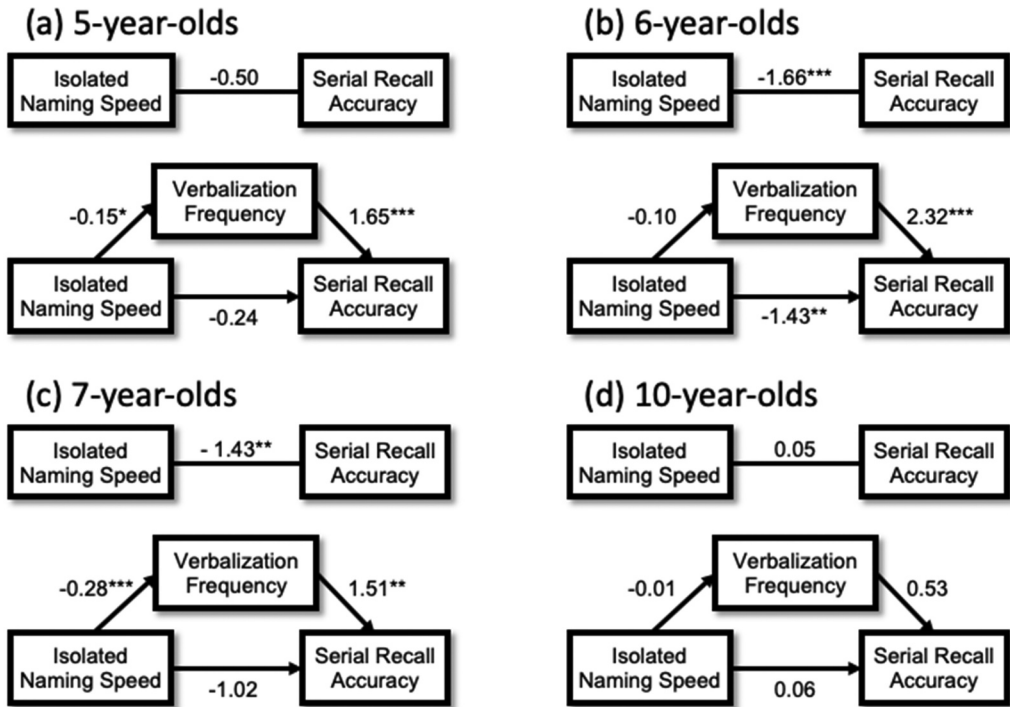 (a) 5-year-olds
Isolated
Naming Speed
-0.50
Serial Recall
Accuracy
Verbalization
Frequency
-0.15*
1.65***
Isolated
Naming Speed
Serial Recall
Accuracy
-0.24
(b) 6-year-olds
Isolated
Naming Speed
-1.66***
Serial Recall
Accuracy
Verbalization
Frequency
-0.10
2.32***
Isolated
Naming Speed
Serial Recall
Accuracy
-1.43**
(c) 7-year-olds
Isolated
Naming Speed
- 1.43**
Serial Recall
Accuracy
Verbalization
Frequency
-0.28***
1.51**
Isolated
Naming Speed
Serial Recall
Accuracy
-1.02
(d) 10-year-olds
Isolated
Naming Speed
0.05
Serial Recall
Accuracy
Verbalization
Frequency
-0.01
0.53
Isolated
Naming Speed
Serial Recall
Accuracy
0.06